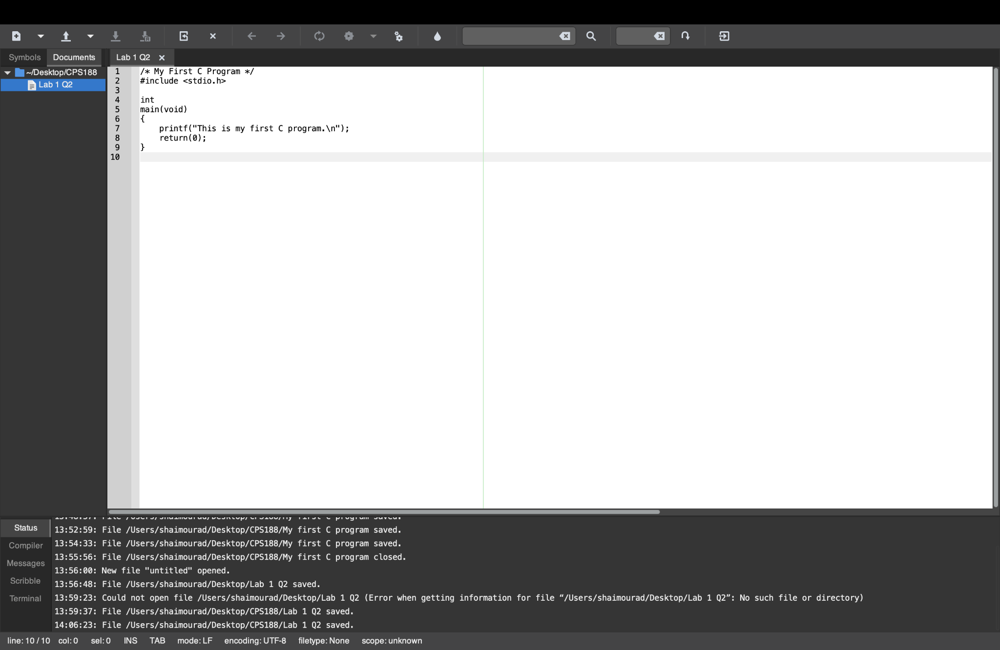 Symbols Documents Lab 1 Q2
~/Desktop/CPS188
Lab 1 Q2
1 /* My First C Program */
2 #include <stdio.h>
3
4 int
5 main(void)
6 {
7     printf("This is my first C program.\n");
8     return(0);
9 }
10
Status
Compiler
Messages
Scribble
Terminal
13:52:59: File /Users/shaimourad/Desktop/CPS188/My first C program saved.
13:54:33: File /Users/shaimourad/Desktop/CPS188/My first C program saved.
13:55:56: File /Users/shaimourad/Desktop/CPS188/My first C program closed.
13:56:00: New file "untitled" opened.
13:56:48: File /Users/shaimourad/Desktop/Lab 1 Q2 saved.
13:59:23: Could not open file /Users/shaimourad/Desktop/Lab 1 Q2 (Error when getting information for file “/Users/shaimourad/Desktop/Lab 1 Q2”: No such file or directory)
13:59:37: File /Users/shaimourad/Desktop/CPS188/Lab 1 Q2 saved.
14:06:23: File /Users/shaimourad/Desktop/CPS188/Lab 1 Q2 saved.
line: 10 / 10 col: 0 sel: 0 INS TAB mode: LF encoding: UTF-8 filetype: None scope: unknown